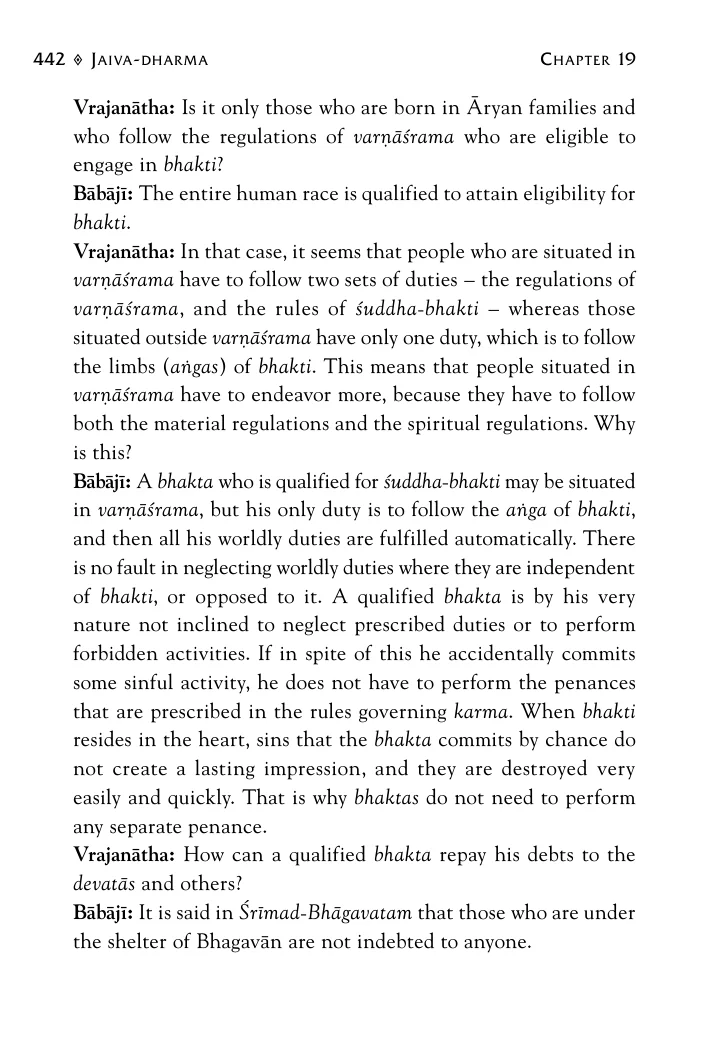 442 ◊ Jaiva-dharma Chapter 19
Vrajanātha: Is it only those who are born in Āryan families and
who follow the regulations of varṇāśrama who are eligible to
engage in bhakti?
Bābājī: The entire human race is qualified to attain eligibility for
bhakti.
Vrajanātha: In that case, it seems that people who are situated in
varṇāśrama have to follow two sets of duties – the regulations of
varṇāśrama, and the rules of śuddha-bhakti – whereas those
situated outside varṇāśrama have only one duty, which is to follow
the limbs (aṅgas) of bhakti. This means that people situated in
varṇāśrama have to endeavor more, because they have to follow
both the material regulations and the spiritual regulations. Why
is this?
Bābājī: A bhakta who is qualified for śuddha-bhakti may be situated
in varṇāśrama, but his only duty is to follow the aṅga of bhakti,
and then all his worldly duties are fulfilled automatically. There
is no fault in neglecting worldly duties where they are independent
of bhakti, or opposed to it. A qualified bhakta is by his very
nature not inclined to neglect prescribed duties or to perform
forbidden activities. If in spite of this he accidentally commits
some sinful activity, he does not have to perform the penances
that are prescribed in the rules governing karma. When bhakti
resides in the heart, sins that the bhakta commits by chance do
not create a lasting impression, and they are destroyed very
easily and quickly. That is why bhaktas do not need to perform
any separate penance.
Vrajanātha: How can a qualified bhakta repay his debts to the
devatās and others?
Bābājī: It is said in Śrīmad-Bhāgavatam that those who are under
the shelter of Bhagavān are not indebted to anyone.